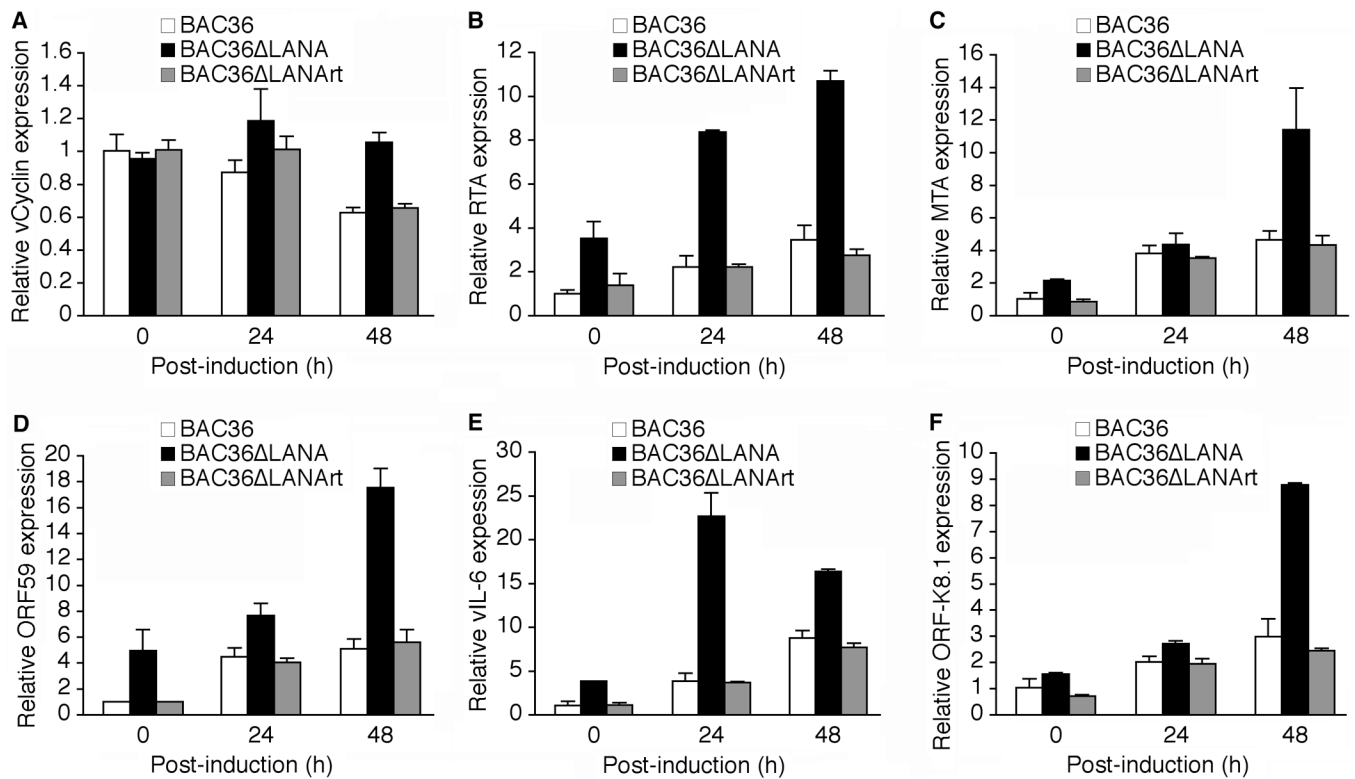 A
BAC36
BAC36ΔLANA
BAC36ΔLANArt
Relative vCyclin expression
1.6
1.4
1.2
1
0.8
0.6
0.4
0.2
0
0 24 48
Post-induction (h)
B
BAC36
BAC36ΔLANA
BAC36ΔLANArt
Relative RTA exprssion
12
10
8
6
4
2
0
0 24 48
Post-induction (h)
C
BAC36
BAC36ΔLANA
BAC36ΔLANArt
Relative MTA expression
16
14
12
10
8
6
4
2
0
0 24 48
Post-induction (h)
D
BAC36
BAC36ΔLANA
BAC36ΔLANArt
Relative ORF59 expression
20
18
16
14
12
10
8
6
4
2
0
0 24 48
Post-induction (h)
E
BAC36
BAC36ΔLANA
BAC36ΔLANArt
Relative vIL-6 expession
30
25
20
15
10
5
0
0 24 48
Post-induction (h)
F
BAC36
BAC36ΔLANA
BAC36ΔLANArt
Relative ORF-K8.1 expression
10
9
8
7
6
5
4
3
2
1
0
0 24 48
Post-induction (h)